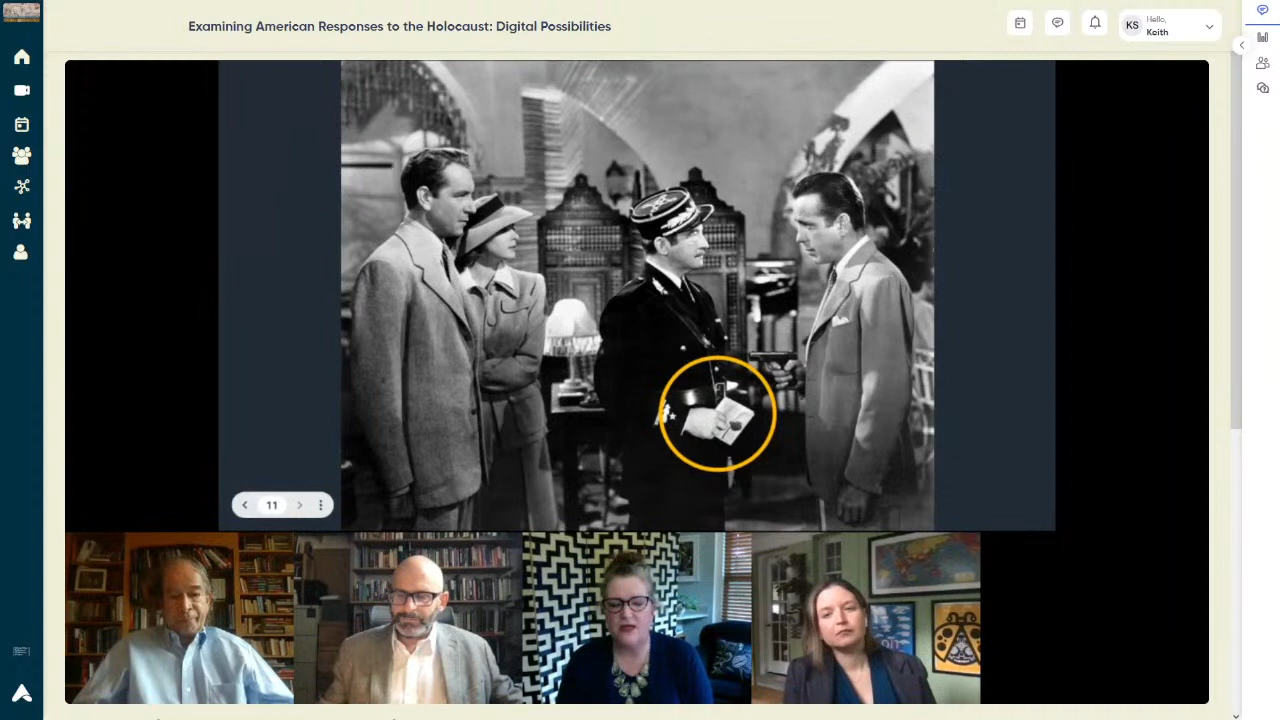 Examining American Responses to the Holocaust: Digital Possibilities
KS
Hello,
Keith
11